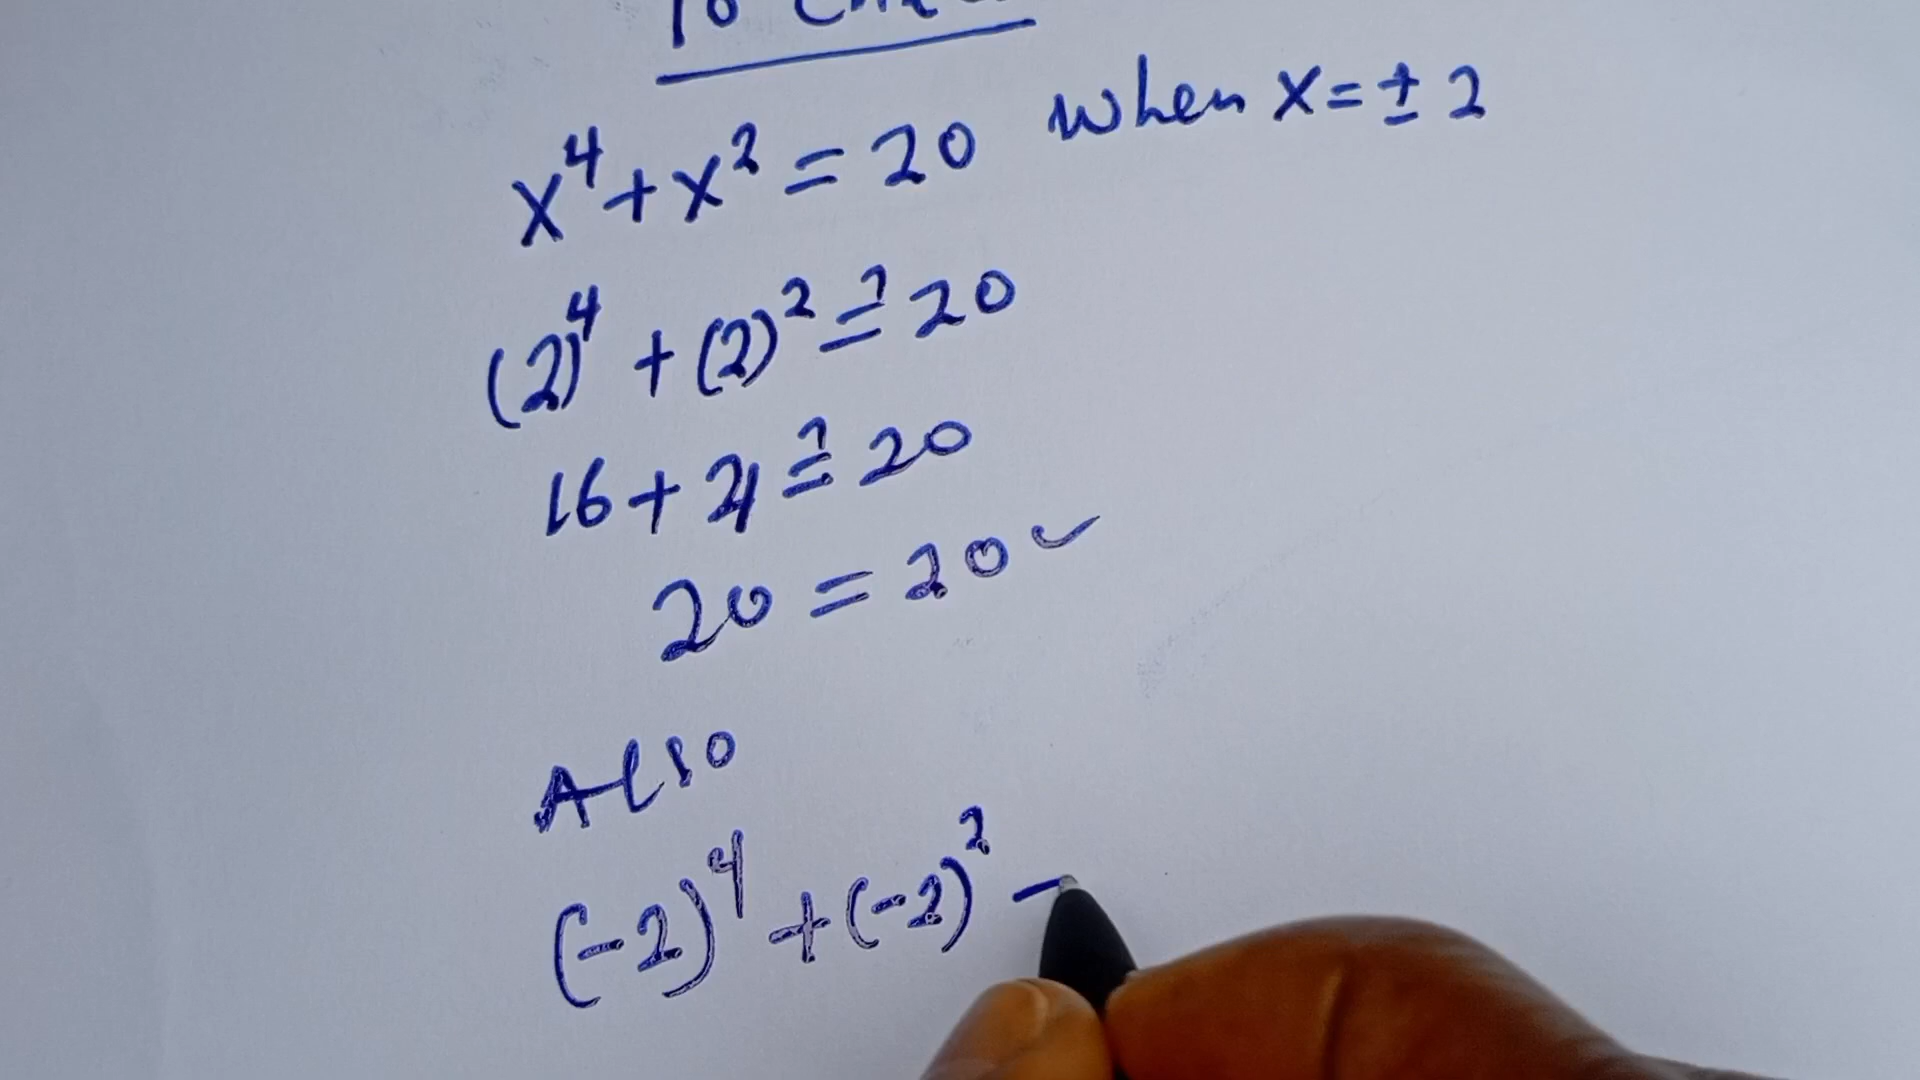 x⁴+x²=20 when x=±2
(2)⁴+(2)²≟20
16+4≟20
20=20✓
Also
(-2)⁴+(-2)²-